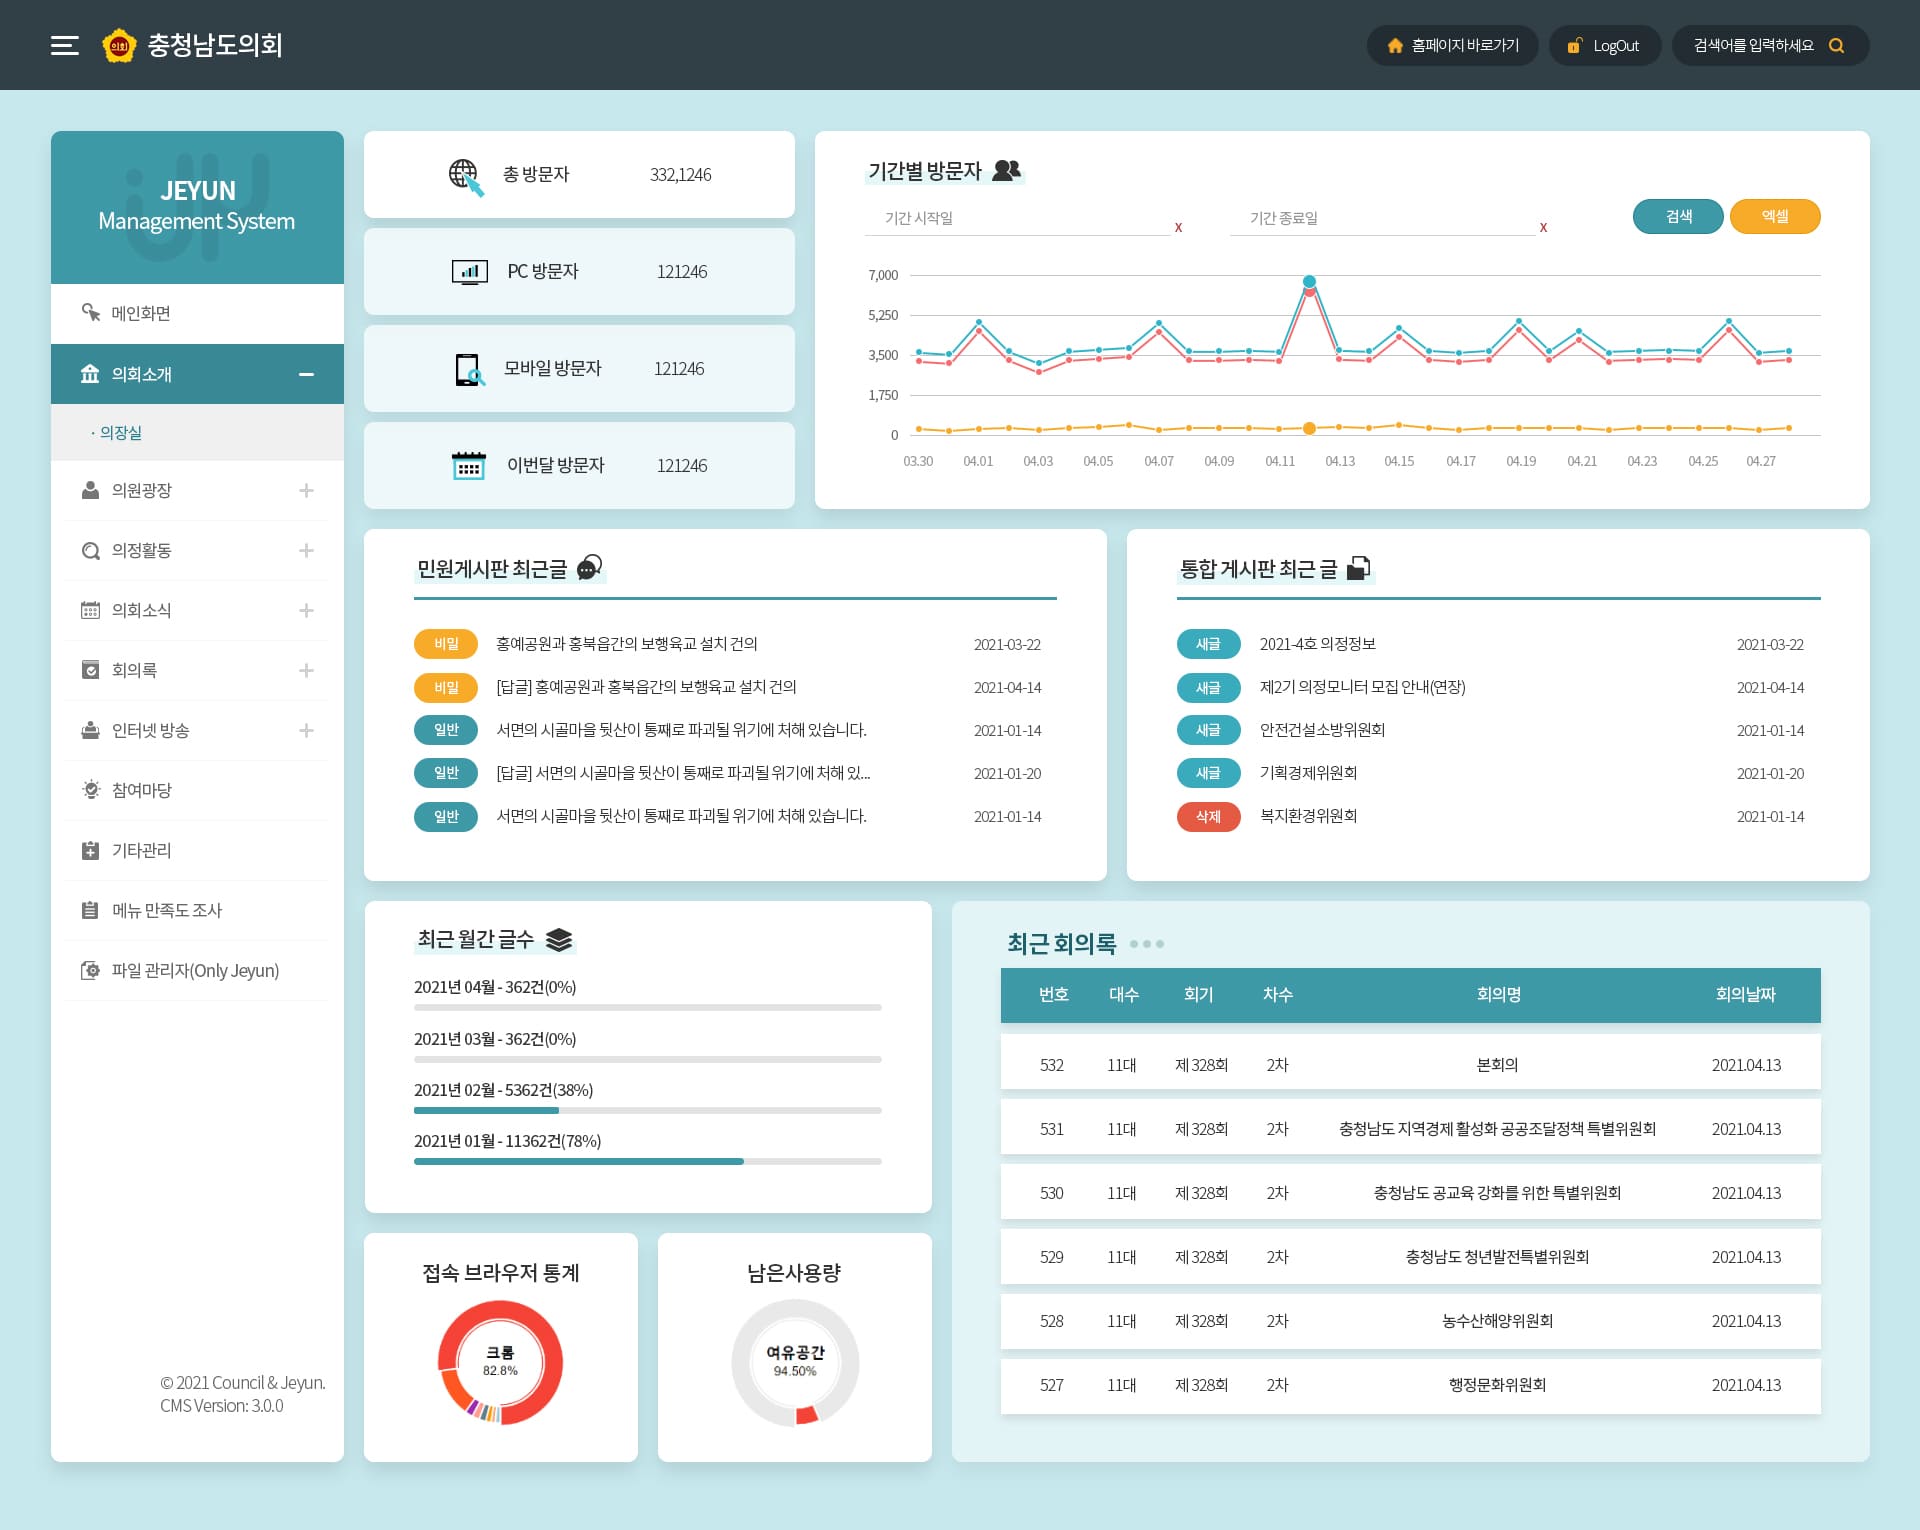 의회
충청남도의회
홈페이지 바로가기
LogOut
검색어를 입력하세요
JEYUN
Management System
메인화면
의회소개
· 의장실
의원광장
의정활동
의회소식
회의록
인터넷 방송
참여마당
기타관리
메뉴 만족도 조사
파일 관리자(Only Jeyun)
© 2021 Council & Jeyun.
CMS Version: 3.0.0
총 방문자 332,1246
PC 방문자 121246
모바일 방문자 121246
이번달 방문자 121246
기간별 방문자
기간 시작일 x 기간 종료일 x 검색 엑셀
7,000
5,250
3,500
1,750
0
03.30 04.01 04.03 04.05 04.07 04.09 04.11 04.13 04.15 04.17 04.19 04.21 04.23 04.25 04.27
민원게시판 최근글
비밀 홍예공원과 홍북읍간의 보행육교 설치 건의 2021-03-22
비밀 [답글] 홍예공원과 홍북읍간의 보행육교 설치 건의 2021-04-14
일반 서면의 시골마을 뒷산이 통째로 파괴될 위기에 처해 있습니다. 2021-01-14
일반 [답글] 서면의 시골마을 뒷산이 통째로 파괴될 위기에 처해 있... 2021-01-20
일반 서면의 시골마을 뒷산이 통째로 파괴될 위기에 처해 있습니다. 2021-01-14
통합 게시판 최근 글
새글 2021-4호 의정정보 2021-03-22
새글 제2기 의정모니터 모집 안내(연장) 2021-04-14
새글 안전건설소방위원회 2021-01-14
새글 기획경제위원회 2021-01-20
삭제 복지환경위원회 2021-01-14
최근 월간 글수
2021년 04월 - 362건(0%)
2021년 03월 - 362건(0%)
2021년 02월 - 5362건(38%)
2021년 01월 - 11362건(78%)
접속 브라우저 통계
크롬
82.8%
남은사용량
여유공간
94.50%
최근 회의록
번호 대수 회기 차수 회의명 회의날짜
532 11대 제 328회 2차 본회의 2021.04.13
531 11대 제 328회 2차 충청남도 지역경제 활성화 공공조달정책 특별위원회 2021.04.13
530 11대 제 328회 2차 충청남도 공교육 강화를 위한 특별위원회 2021.04.13
529 11대 제 328회 2차 충청남도 청년발전특별위원회 2021.04.13
528 11대 제 328회 2차 농수산해양위원회 2021.04.13
527 11대 제 328회 2차 행정문화위원회 2021.04.13